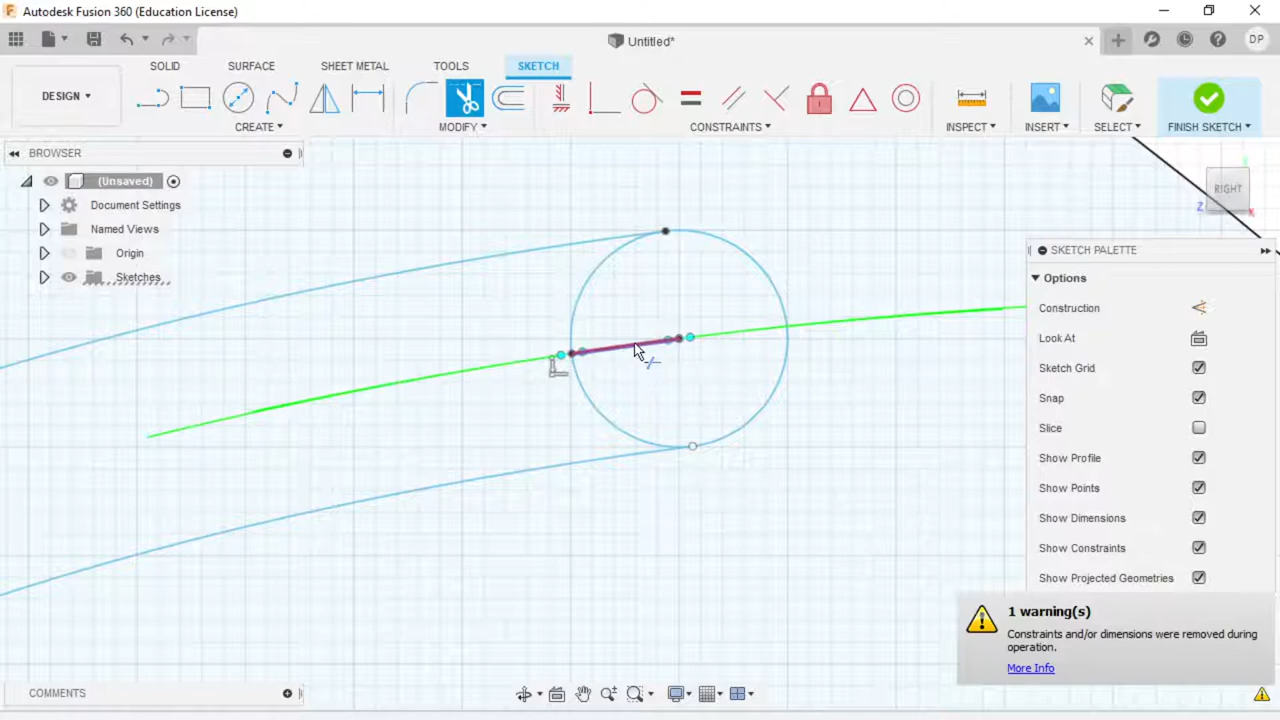 Autodesk Fusion 360 (Education License)
Untitled*
DP
DESIGN
SOLID
SURFACE
SHEET METAL
TOOLS
SKETCH
CREATE
MODIFY
CONSTRAINTS
INSPECT
INSERT
SELECT
FINISH SKETCH
BROWSER
(Unsaved)
Document Settings
Named Views
Origin
Sketches
RIGHT
Z
X
Y
SKETCH PALETTE
Options
Construction
Look At
Sketch Grid
Snap
Slice
Show Profile
Show Points
Show Dimensions
Show Constraints
Show Projected Geometries
1 warning(s)
Constraints and/or dimensions were removed during
operation.
More Info
COMMENTS